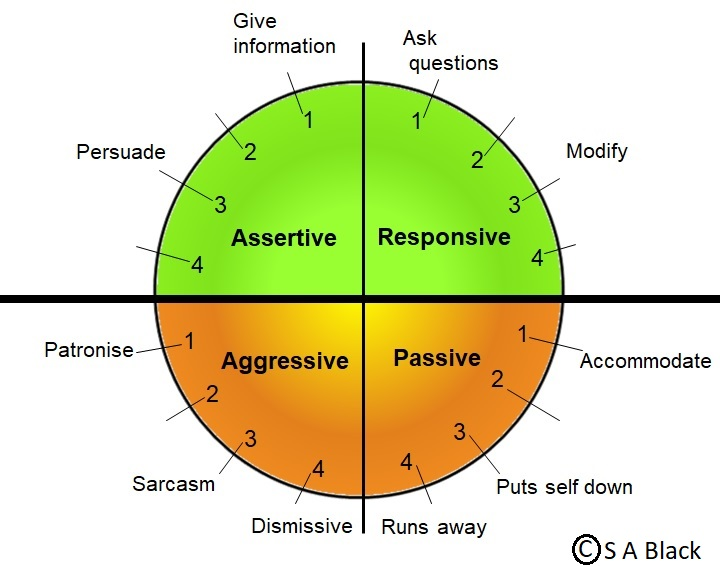 Give
information
Ask
questions
1
1
Persuade
2
2
Modify
3
3
Assertive
Responsive
4
4
Patronise
1
Aggressive
Passive
1
Accommodate
2
2
3
3
Sarcasm
4
4
Puts self down
Dismissive
Runs away
© S A Black